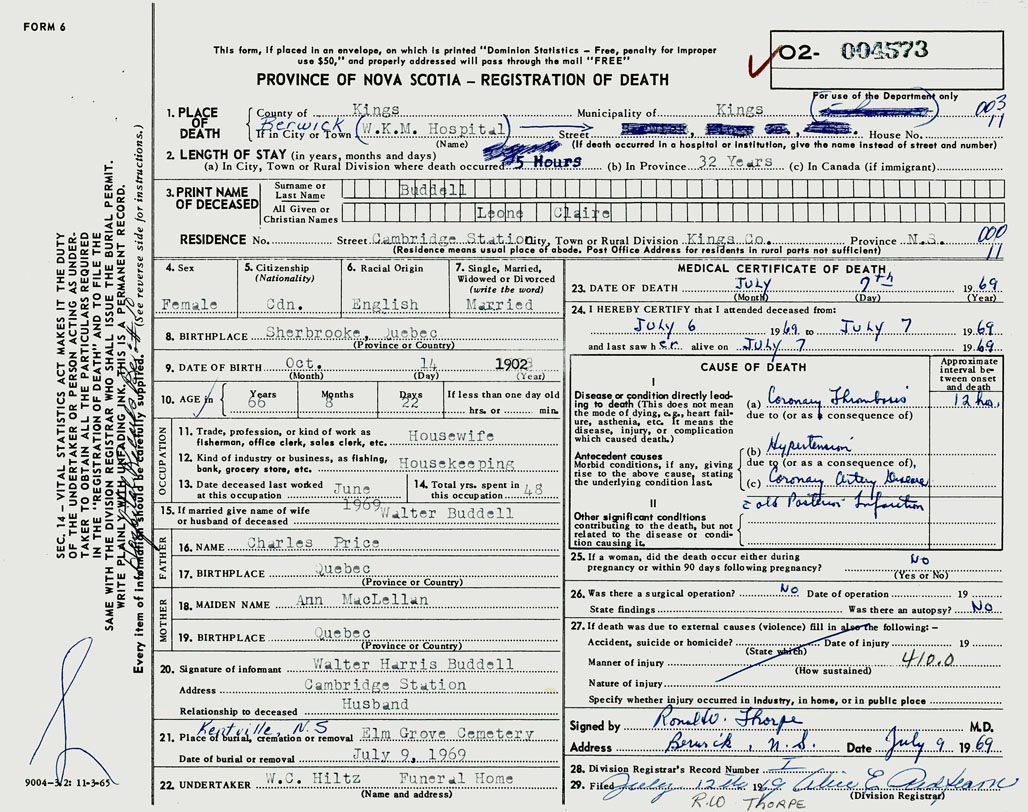 FORM 6
This form, if placed in an envelope, on which is printed "Dominion Statistics – Free, penalty for improper
use $50," and properly addressed will pass through the mail "FREE"
O2- 004573
PROVINCE OF NOVA SCOTIA – REGISTRATION OF DEATH
For use of the Department only
003
11
1. PLACE OF DEATH
County of Kings Municipality of Kings
Berwick
If in City or Town (W.K.M. Hospital) Street House No.
(Name) (If death occurred in a hospital or institution, give the name instead of street and number)
2. LENGTH OF STAY (in years, months and days)
(a) In City, Town or Rural Division where death occurred 5 Hours (b) In Province 32 Years (c) In Canada (if immigrant)
3. PRINT NAME OF DECEASED
Surname or Last Name Buddell
All Given or Christian Names Leone Claire
RESIDENCE No. Street Cambridge Station City, Town or Rural Division Kings Co. Province N.S.
000
11
(Residence means usual place of abode. Post Office Address for residents in rural parts not sufficient)
4. Sex
Female
5. Citizenship (Nationality)
Cdn.
6. Racial Origin
English
7. Single, Married, Widowed or Divorced (write the word)
Married
8. BIRTHPLACE Sherbrooke, Quebec
(Province or Country)
9. DATE OF BIRTH Oct. 14 1902
(Month) (Day) (Year)
10. AGE in Years 66 Months 8 Days 22 If less than one day old
hrs. or min.
OCCUPATION
11. Trade, profession, or kind of work as fisherman, office clerk, sales clerk, etc. Housewife
12. Kind of industry or business, as fishing, bank, grocery store, etc. Housekeeping
13. Date deceased last worked at this occupation June 1969
14. Total yrs. spent in this occupation 48
15. If married give name of wife or husband of deceased Walter Buddell
FATHER
16. NAME Charles Price
17. BIRTHPLACE Quebec
(Province or Country)
MOTHER
18. MAIDEN NAME Ann MacLellan
19. BIRTHPLACE Quebec
(Province or Country)
20. Signature of informant Walter Harris Buddell
Address Cambridge Station
Relationship to deceased Husband
Kentville, N.S
21. Place of burial, cremation or removal Elm Grove Cemetery
Date of burial or removal July 9, 1969
22. UNDERTAKER W.C. Hiltz Funeral Home
(Name and address)
MEDICAL CERTIFICATE OF DEATH
23. DATE OF DEATH JULY 7th 1969
(Month) (Day) (Year)
24. I HEREBY CERTIFY that I attended deceased from:
JULY 6 1969 to JULY 7 1969
and last saw her alive on JULY 7 1969
CAUSE OF DEATH
Approximate interval between onset and death
I
Disease or condition directly leading to death (This does not mean the mode of dying, e.g., heart failure, asthenia, etc. It means the disease, injury, or complication which caused death.)
(a) Coronary Thrombosis 12 hrs.
due to (or as a consequence of)
Antecedent causes
Morbid conditions, if any, giving rise to the above cause, stating the underlying condition last.
(b) Hypertension
due to (or as a consequence of),
(c) Coronary Artery Disease
c old Posterior Infarction
II
Other significant conditions contributing to the death, but not related to the disease or condition causing it.
25. If a woman, did the death occur either during pregnancy or within 90 days following pregnancy? NO
(Yes or No)
26. Was there a surgical operation? NO Date of operation 19
State findings Was there an autopsy? NO
27. If death was due to external causes (violence) fill in also the following: –
Accident, suicide or homicide? Date of injury 19
(State which)
Manner of injury 410.0
(How sustained)
Nature of injury
Specify whether injury occurred in industry, in home, or in public place
Signed by Ronald W. Thorpe M.D.
Address Berwick, N.S. Date July 9 1969
28. Division Registrar's Record Number I
29. Filed July 12th 1969 Alice E.
(Division Registrar)
R.W THORPE
SEC. 14 – VITAL STATISTICS ACT MAKES IT THE DUTY
OF THE UNDERTAKER OR PERSON ACTING AS UNDER-
TAKER TO OBTAIN ALL THE PARTICULARS REQUIRED
IN THE "REGISTRATION OF DEATH" AND TO FILE THE
SAME WITH THE DIVISION REGISTRAR WHO SHALL ISSUE THE BURIAL PERMIT.
WRITE PLAINLY WITH UNFADING INK. THIS IS A PERMANENT RECORD.
Every item of information should be carefully supplied. (See reverse side for instructions.)
9004-3/2: 11-3-65